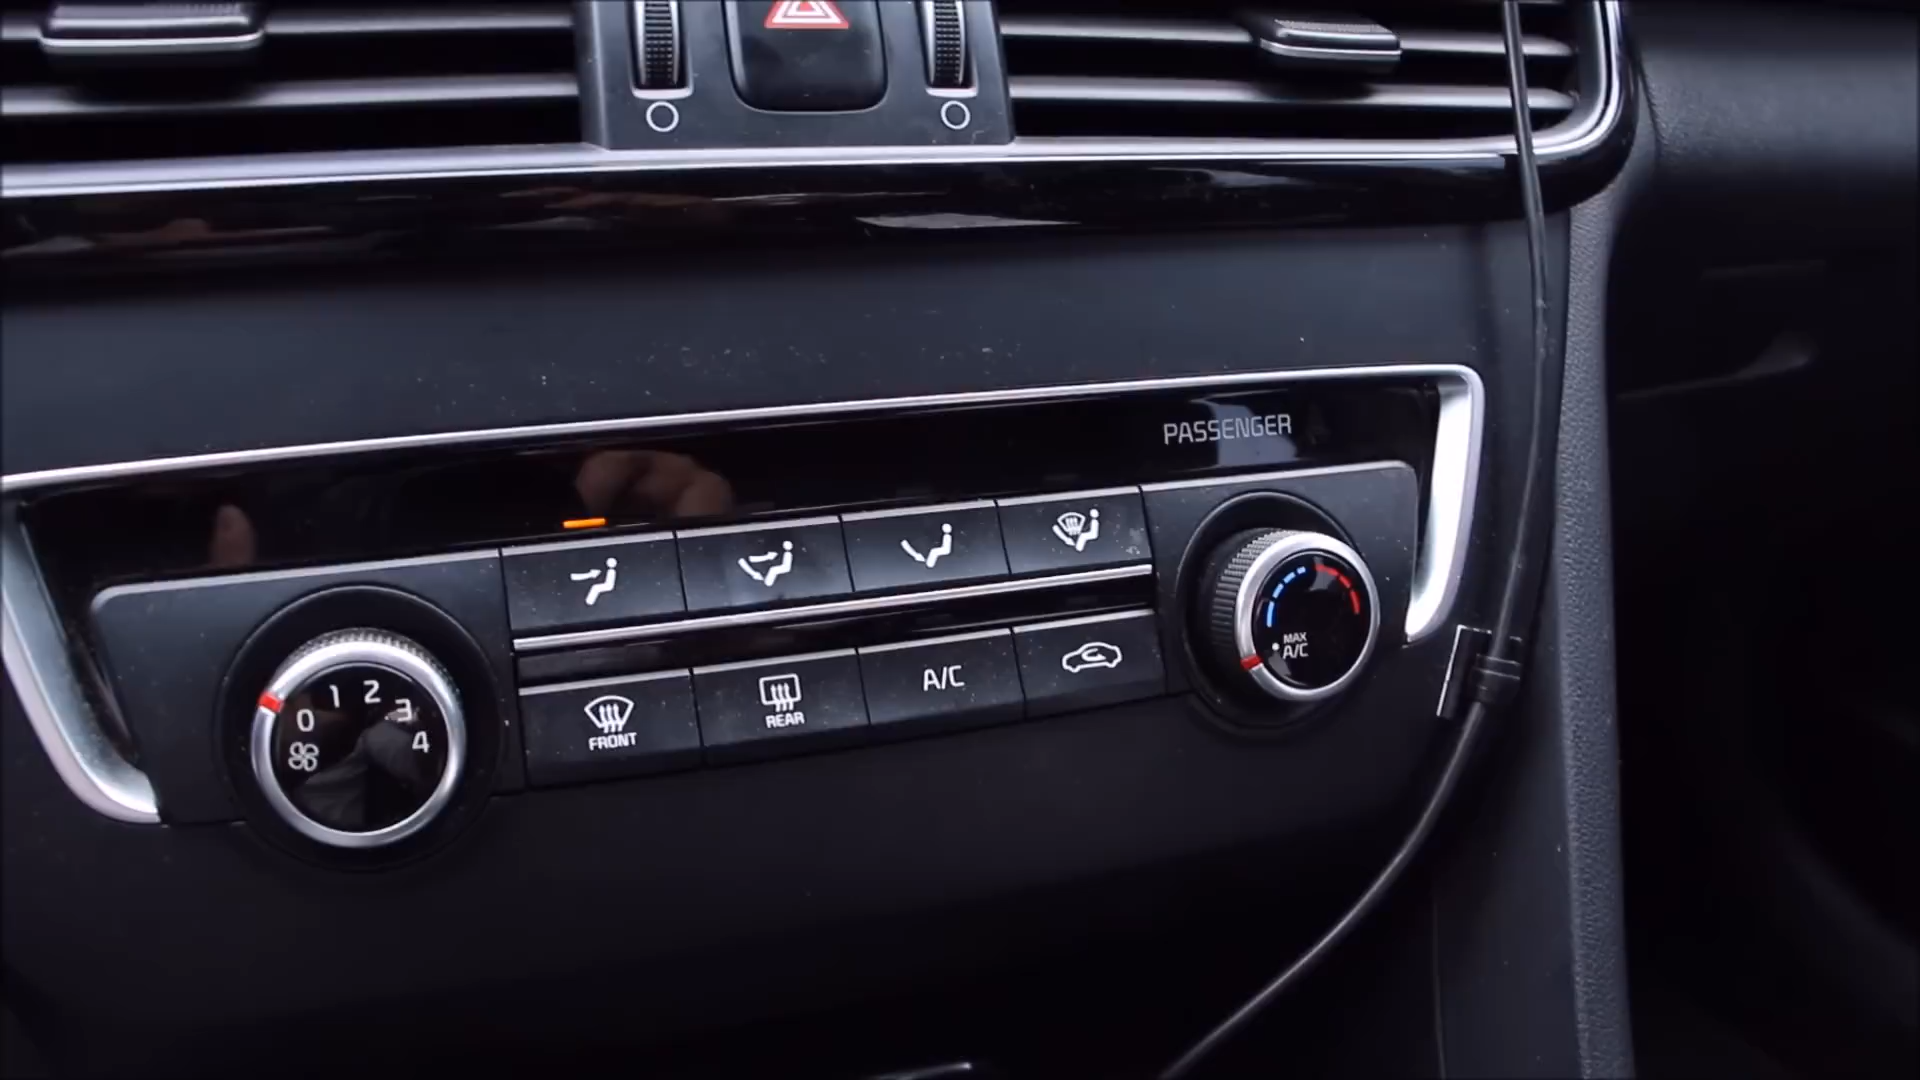 PASSENGER
0 1 2 3 4
FRONT
REAR
A/C
MAX
A/C